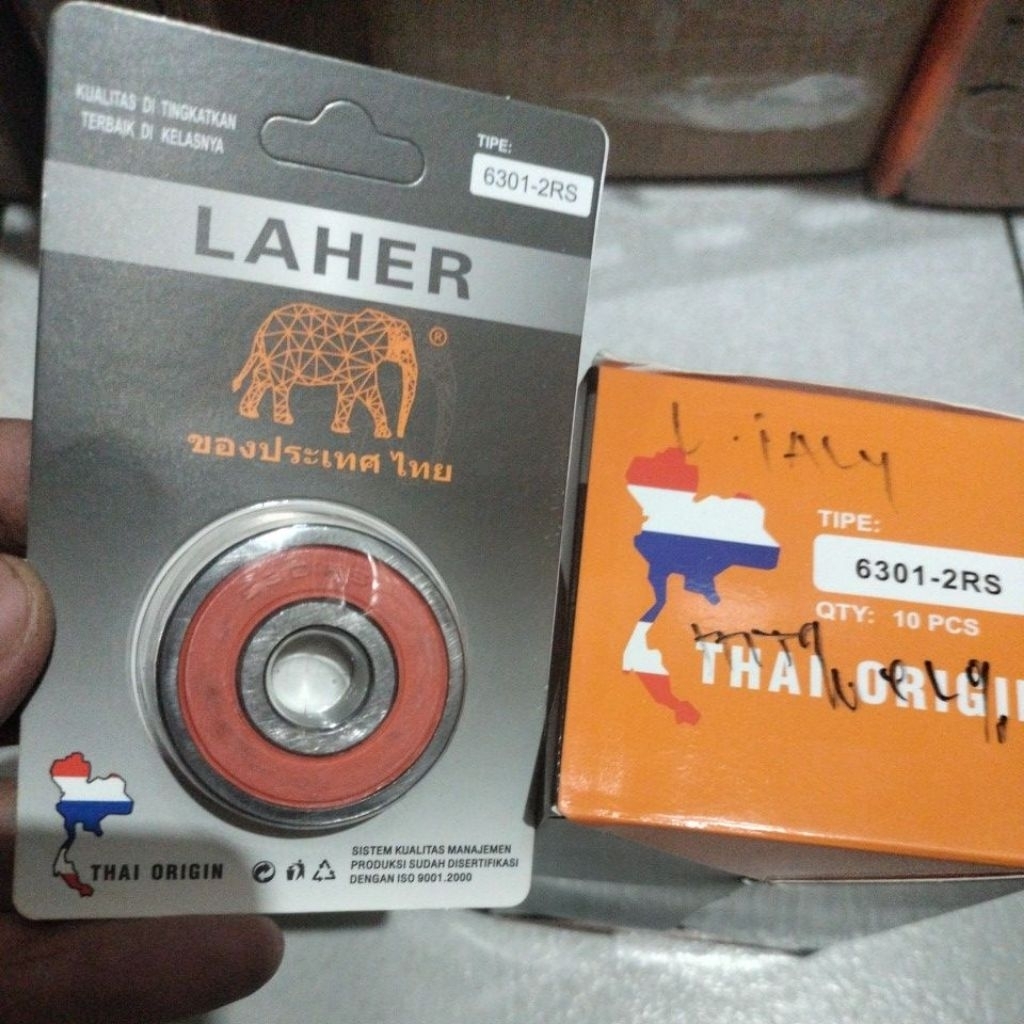 KUALITAS DI TINGKATKAN
TERBAIK DI KELASNYA
TIPE:
6301-2RS
LAHER
®
ของประเทศ ไทย
THAI ORIGIN
SISTEM KUALITAS MANAJEMEN
PRODUKSI SUDAH DISERTIFIKASI
DENGAN ISO 9001.2000
TIPE:
6301-2RS
QTY: 10 PCS
THAI ORIGI